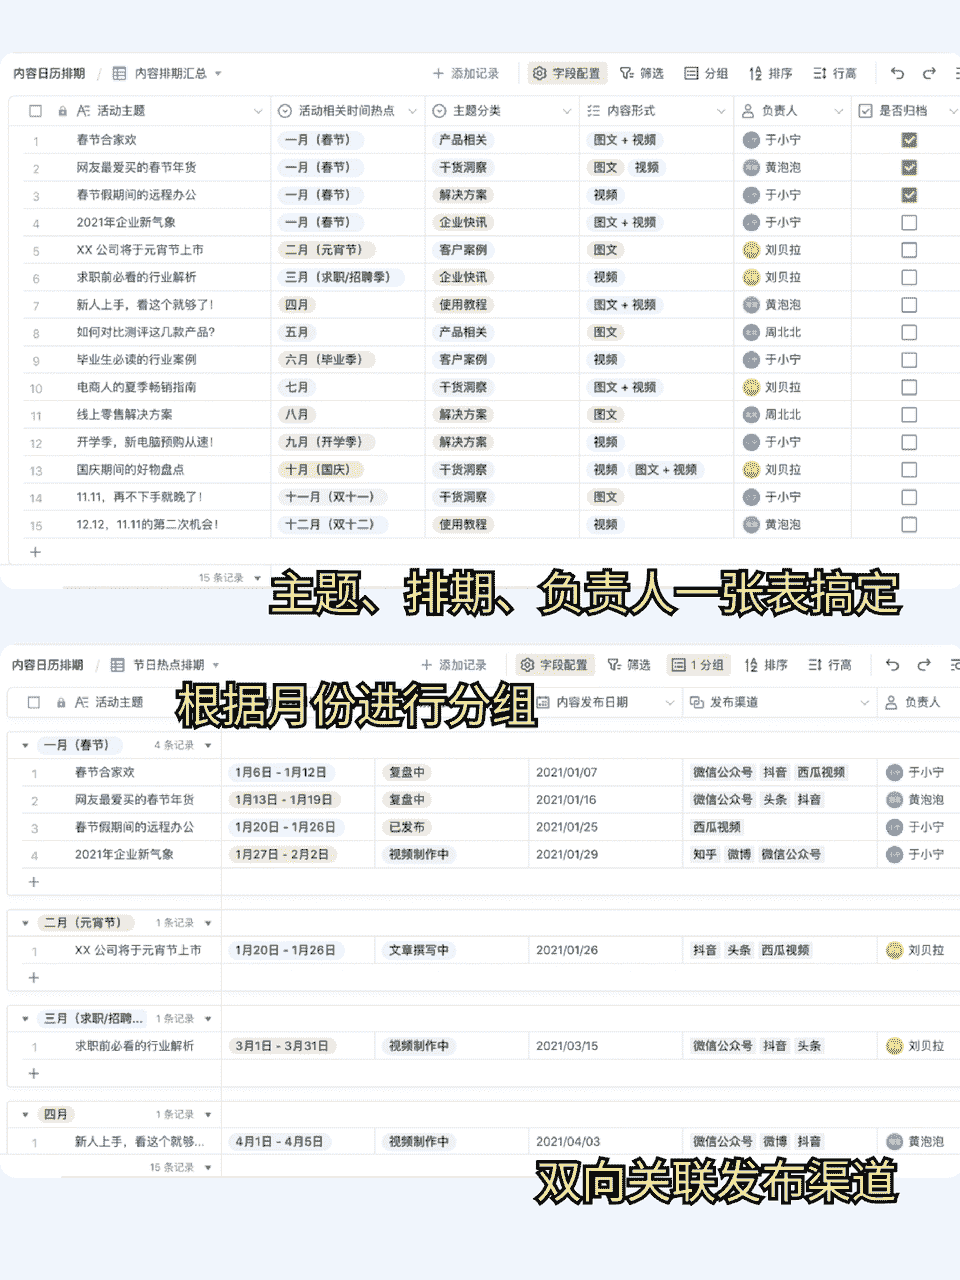 内容日历排期 / 内容排期汇总 添加记录 字段配置 筛选 分组 排序 行高
活动主题 活动相关时间热点 主题分类 内容形式 负责人 是否归档
1 春节合家欢 一月（春节） 产品相关 图文 + 视频 于小宁
2 网友最爱买的春节年货 一月（春节） 干货洞察 图文 视频 黄泡泡
3 春节假期间的远程办公 一月（春节） 解决方案 视频 于小宁
4 2021年企业新气象 一月（春节） 企业快讯 图文 + 视频 于小宁
5 XX 公司将于元宵节上市 二月（元宵节） 客户案例 图文 刘贝拉
6 求职前必看的行业解析 三月（求职/招聘季） 企业快讯 视频 刘贝拉
7 新人上手，看这个就够了！ 四月 使用教程 图文 + 视频 黄泡泡
8 如何对比测评这几款产品? 五月 产品相关 图文 周北北
9 毕业生必读的行业案例 六月（毕业季） 客户案例 视频 于小宁
10 电商人的夏季畅销指南 七月 干货洞察 图文 + 视频 刘贝拉
11 线上零售解决方案 八月 解决方案 图文 周北北
12 开学季，新电脑预购从速！ 九月（开学季） 解决方案 视频 于小宁
13 国庆期间的好物盘点 十月（国庆） 干货洞察 视频 图文 + 视频 刘贝拉
14 11.11，再不下手就晚了！ 十一月（双十一） 干货洞察 图文 于小宁
15 12.12，11.11的第二次机会！ 十二月（双十二） 使用教程 视频 黄泡泡
15 条记录
主题、排期、负责人一张表搞定
内容日历排期 / 节日热点排期 添加记录 字段配置 筛选 1 分组 排序 行高
活动主题 内容发布日期 发布渠道 负责人
根据月份进行分组
一月（春节） 4 条记录
1 春节合家欢 1月6日 - 1月12日 复盘中 2021/01/07 微信公众号 抖音 西瓜视频 于小宁
2 网友最爱买的春节年货 1月13日 - 1月19日 复盘中 2021/01/16 微信公众号 头条 抖音 黄泡泡
3 春节假期间的远程办公 1月20日 - 1月26日 已发布 2021/01/25 西瓜视频 于小宁
4 2021年企业新气象 1月27日 - 2月2日 视频制作中 2021/01/29 知乎 微博 微信公众号 于小宁
二月（元宵节） 1 条记录
1 XX 公司将于元宵节上市 1月20日 - 1月26日 文章撰写中 2021/01/26 抖音 头条 西瓜视频 刘贝拉
三月（求职/招聘... 1 条记录
1 求职前必看的行业解析 3月1日 - 3月31日 视频制作中 2021/03/15 微信公众号 抖音 头条 刘贝拉
四月 1 条记录
1 新人上手，看这个就够... 4月1日 - 4月5日 视频制作中 2021/04/03 微信公众号 微博 抖音 黄泡泡
15 条记录
双向关联发布渠道